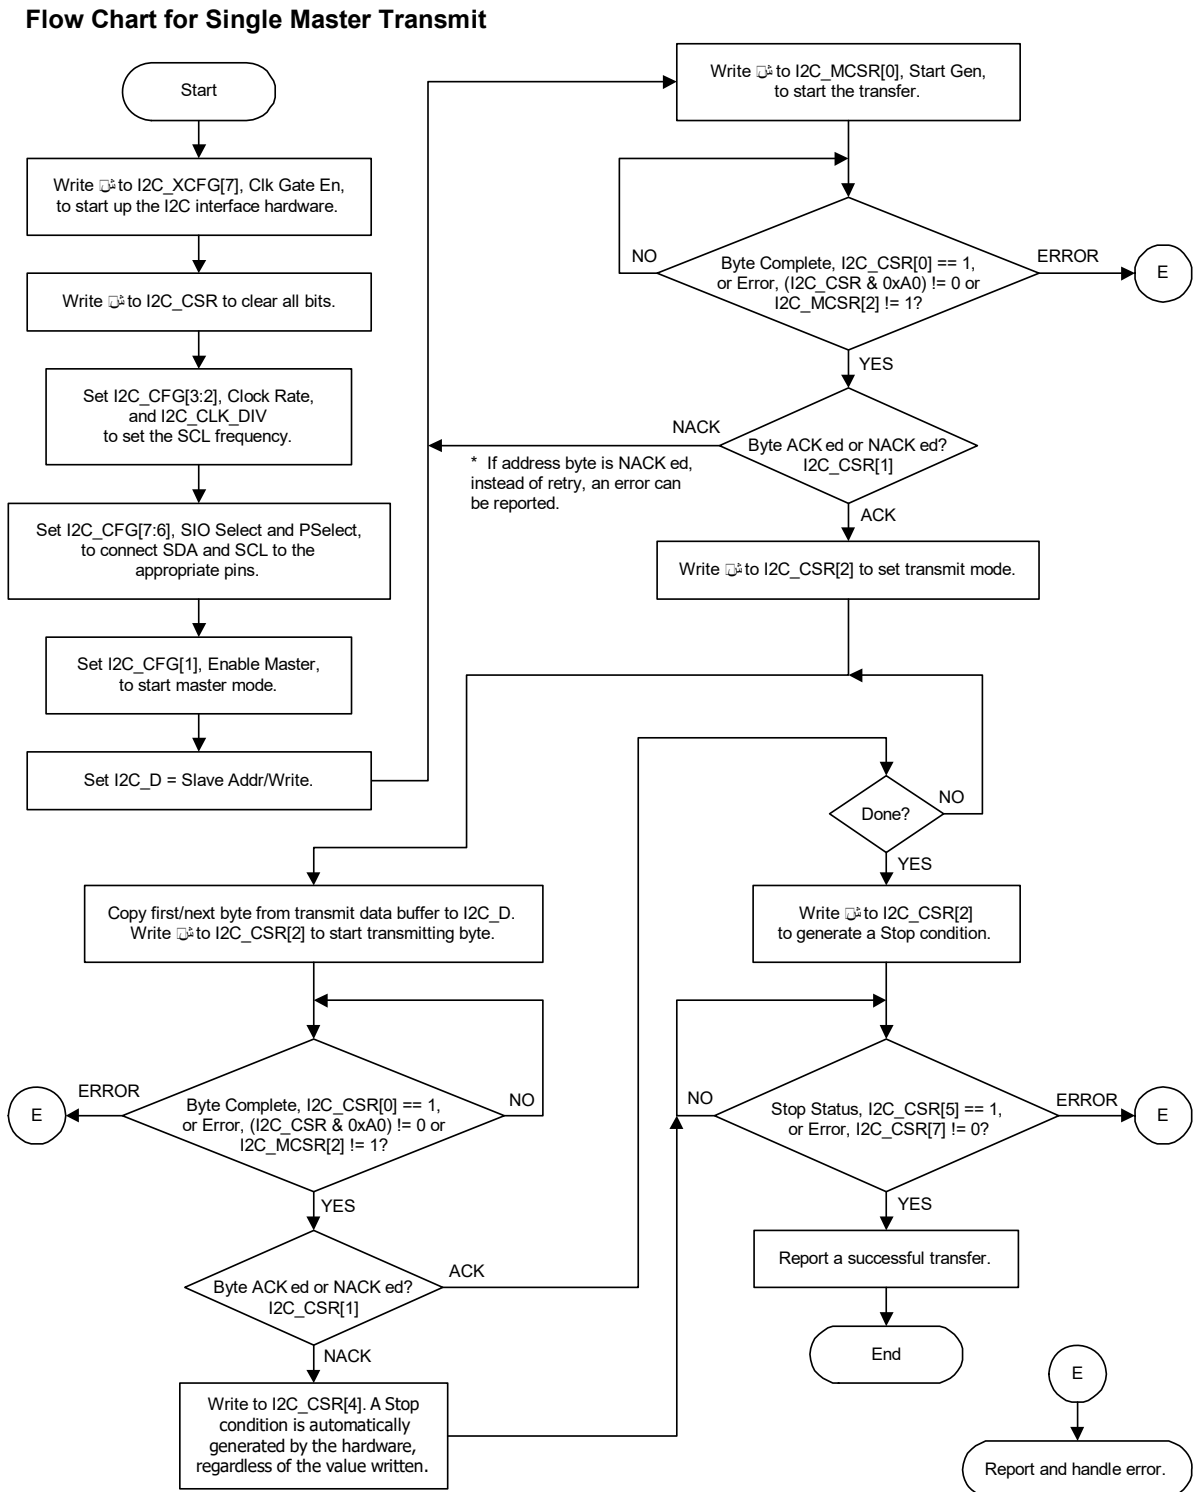 Flow Chart for Single Master Transmit
Start
Write to I2C_XCFG[7], Clk Gate En,
to start up the I2C interface hardware.
Write to I2C_CSR to clear all bits.
Set I2C_CFG[3:2], Clock Rate,
and I2C_CLK_DIV
to set the SCL frequency.
Set I2C_CFG[7:6], SIO Select and PSelect,
to connect SDA and SCL to the
appropriate pins.
Set I2C_CFG[1], Enable Master,
to start master mode.
Set I2C_D = Slave Addr/Write.
Write to I2C_MCSR[0], Start Gen,
to start the transfer.
NO
Byte Complete, I2C_CSR[0] == 1,
or Error, (I2C_CSR & 0xA0) != 0 or
I2C_MCSR[2] != 1?
ERROR
E
YES
NACK
Byte ACK ed or NACK ed?
I2C_CSR[1]
* If address byte is NACK ed,
instead of retry, an error can
be reported.
ACK
Write to I2C_CSR[2] to set transmit mode.
Copy first/next byte from transmit data buffer to I2C_D.
Write to I2C_CSR[2] to start transmitting byte.
E
ERROR
Byte Complete, I2C_CSR[0] == 1,
or Error, (I2C_CSR & 0xA0) != 0 or
I2C_MCSR[2] != 1?
NO
YES
Byte ACK ed or NACK ed?
I2C_CSR[1]
ACK
NACK
Write to I2C_CSR[4]. A Stop
condition is automatically
generated by the hardware,
regardless of the value written.
Done?
NO
YES
Write to I2C_CSR[2]
to generate a Stop condition.
NO
Stop Status, I2C_CSR[5] == 1,
or Error, I2C_CSR[7] != 0?
ERROR
E
YES
Report a successful transfer.
End
E
Report and handle error.